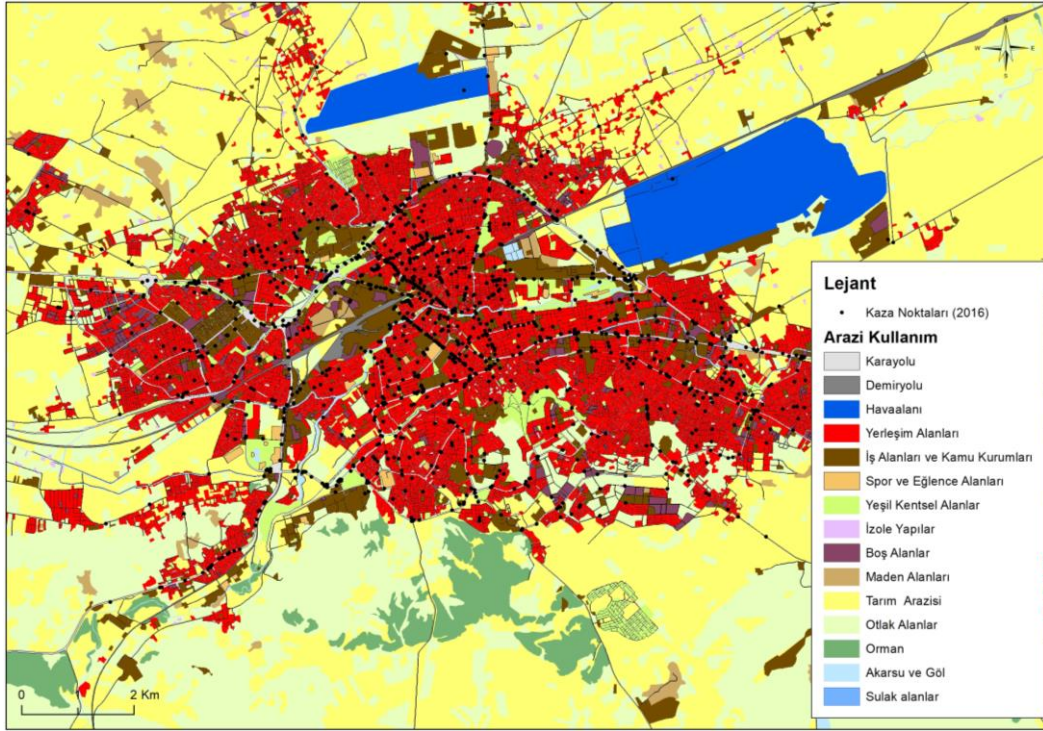 N
W E
S
Lejant
Kaza Noktaları (2016)
Arazi Kullanım
Karayolu
Demiryolu
Havaalanı
Yerleşim Alanları
İş Alanları ve Kamu Kurumları
Spor ve Eğlence Alanları
Yeşil Kentsel Alanlar
İzole Yapılar
Boş Alanlar
Maden Alanları
Tarım Arazisi
Otlak Alanlar
Orman
Akarsu ve Göl
Sulak alanlar
0 1 2 Km